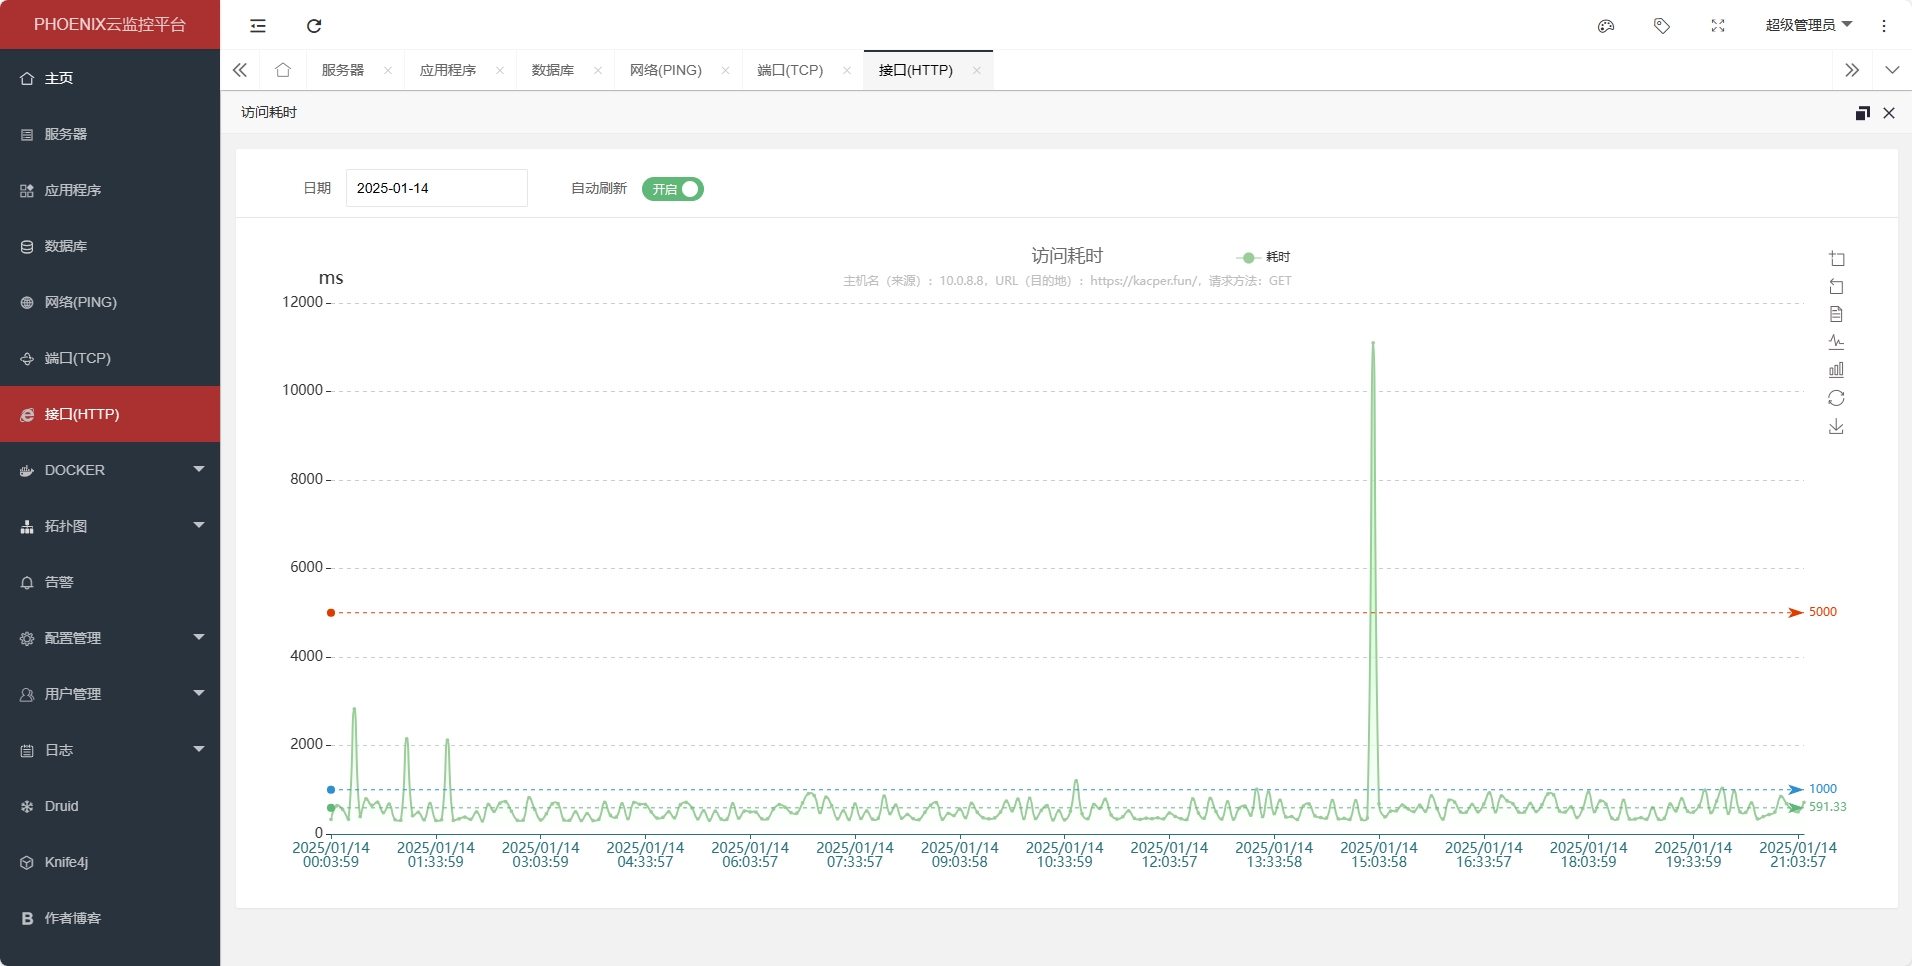 PHOENIX云监控平台
超级管理员
主页
服务器
应用程序
数据库
网络(PING)
端口(TCP)
接口(HTTP)
DOCKER
拓扑图
告警
配置管理
用户管理
日志
Druid
Knife4j
作者博客
服务器
应用程序
数据库
网络(PING)
端口(TCP)
接口(HTTP)
访问耗时
日期
2025-01-14
自动刷新
开启
访问耗时
耗时
主机名（来源）：10.0.8.8，URL（目的地）：https://kacper.fun/，请求方法：GET
ms
12000
10000
8000
6000
4000
2000
0
5000
1000
591.33
2025/01/14
00:03:59
2025/01/14
01:33:59
2025/01/14
03:03:59
2025/01/14
04:33:57
2025/01/14
06:03:57
2025/01/14
07:33:57
2025/01/14
09:03:58
2025/01/14
10:33:59
2025/01/14
12:03:57
2025/01/14
13:33:58
2025/01/14
15:03:58
2025/01/14
16:33:57
2025/01/14
18:03:59
2025/01/14
19:33:59
2025/01/14
21:03:57